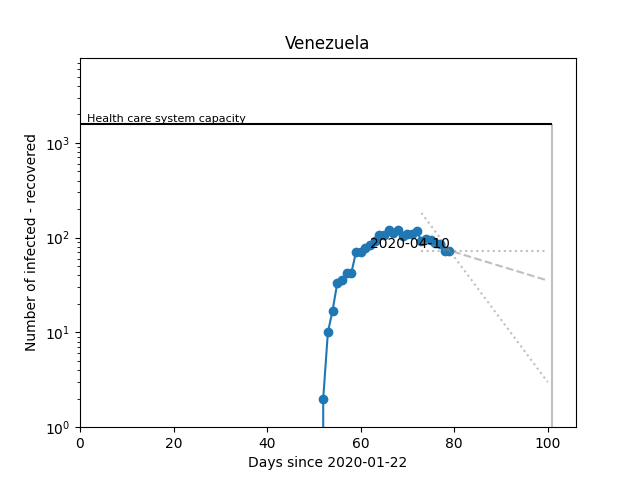 Venezuela
Number of infected - recovered
10³
10²
10¹
10⁰
Health care system capacity
2020-04-10
0 20 40 60 80 100
Days since 2020-01-22